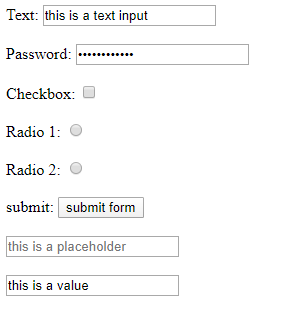 Text: this is a text input
Password: ••••••••••••
Checkbox:
Radio 1:
Radio 2:
submit: submit form
this is a placeholder
this is a value